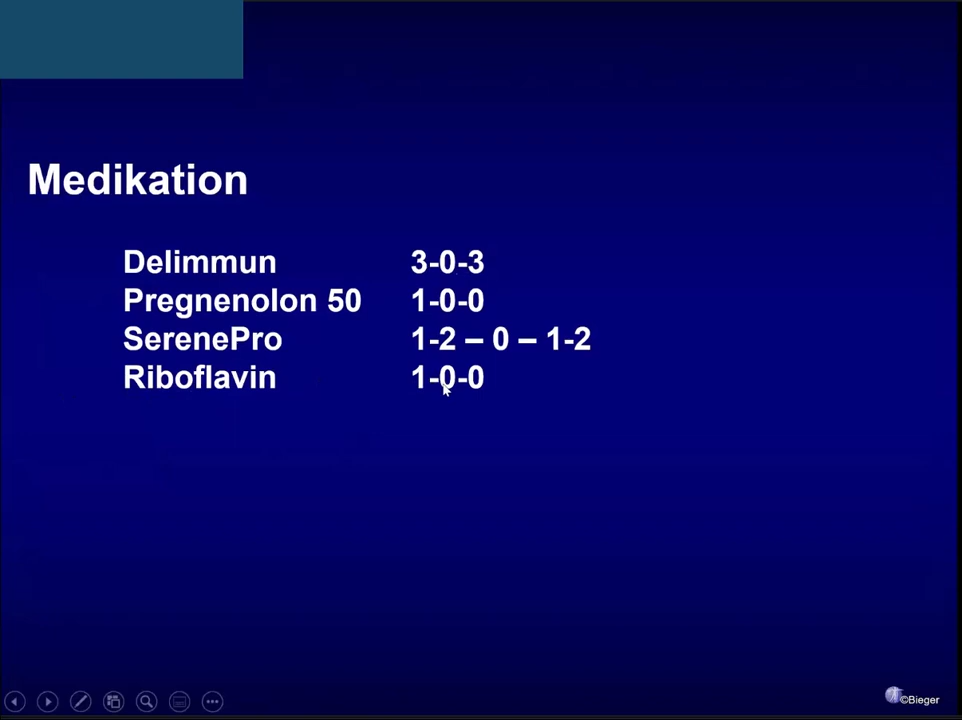 Medikation
Delimmun 3-0-3
Pregnenolon 50 1-0-0
SerenePro 1-2 – 0 – 1-2
Riboflavin 1-0-0
©Bieger